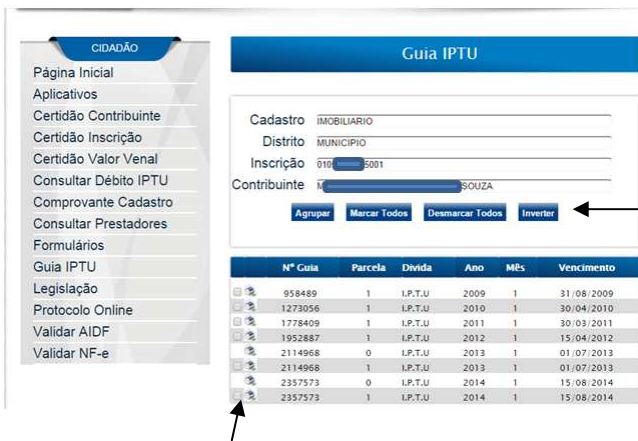 CIDADÃO
Página Inicial
Aplicativos
Certidão Contribuinte
Certidão Inscrição
Certidão Valor Venal
Consultar Débito IPTU
Comprovante Cadastro
Consultar Prestadores
Formulários
Guia IPTU
Legislação
Protocolo Online
Validar AIDF
Validar NF-e
Guia IPTU
Cadastro IMOBILIARIO
Distrito MUNICIPIO
Inscrição 010 5001
Contribuinte M SOUZA
Agrupar Marcar Todos Desmarcar Todos Inverter
Nº Guia Parcela Divida Ano Mês Vencimento
958489 1 I.P.T.U 2009 1 31/08/2009
1273056 1 I.P.T.U 2010 1 30/04/2010
1778409 1 I.P.T.U 2011 1 30/03/2011
1952887 1 I.P.T.U 2012 1 15/04/2012
2114968 0 I.P.T.U 2013 1 01/07/2013
2114968 1 I.P.T.U 2013 1 01/07/2013
2357573 0 I.P.T.U 2014 1 15/08/2014
2357573 1 I.P.T.U 2014 1 15/08/2014